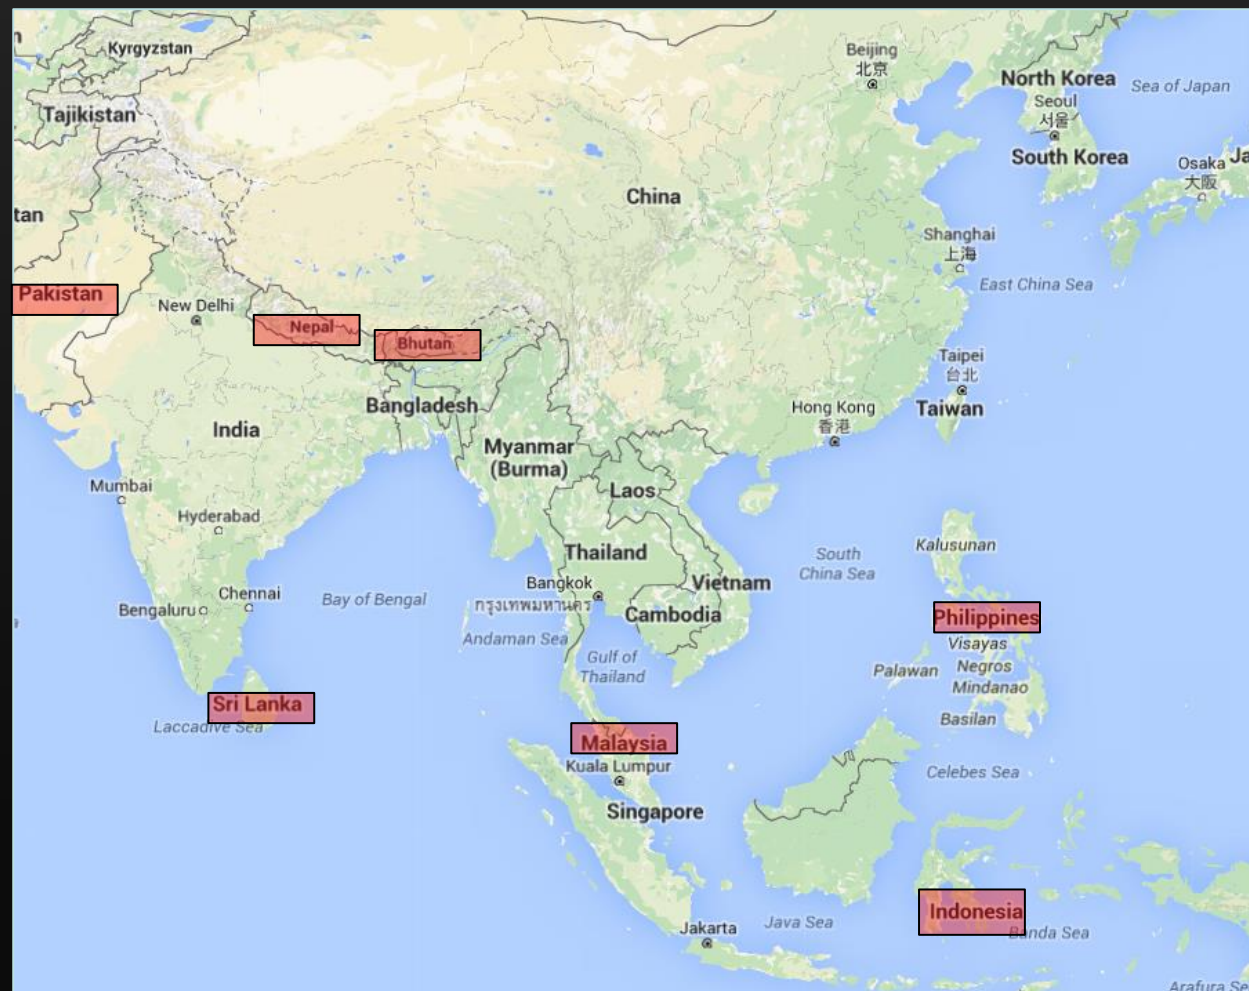 n
Kyrgyzstan
Beijing
北京
North Korea
Sea of Japan
Tajikistan
Seoul
서울
South Korea
Osaka
大阪
Ja
China
tan
Shanghai
上海
East China Sea
Pakistan
New Delhi
Nepal
Bhutan
Taipei
台北
Taiwan
Bangladesh
Hong Kong
香港
India
Myanmar
(Burma)
Laos
Mumbai
Hyderabad
Thailand
South
China Sea
Kalusunan
Vietnam
Bangkok
กรุงเทพมหานคร
Chennai
Bengaluru
Bay of Bengal
Cambodia
Philippines
Andaman Sea
Gulf of
Thailand
Visayas
Palawan
Negros
Mindanao
Basilan
Sri Lanka
Laccadive Sea
Malaysia
Kuala Lumpur
Celebes Sea
Singapore
Indonesia
Java Sea
Banda Sea
Jakarta
Arafura Se